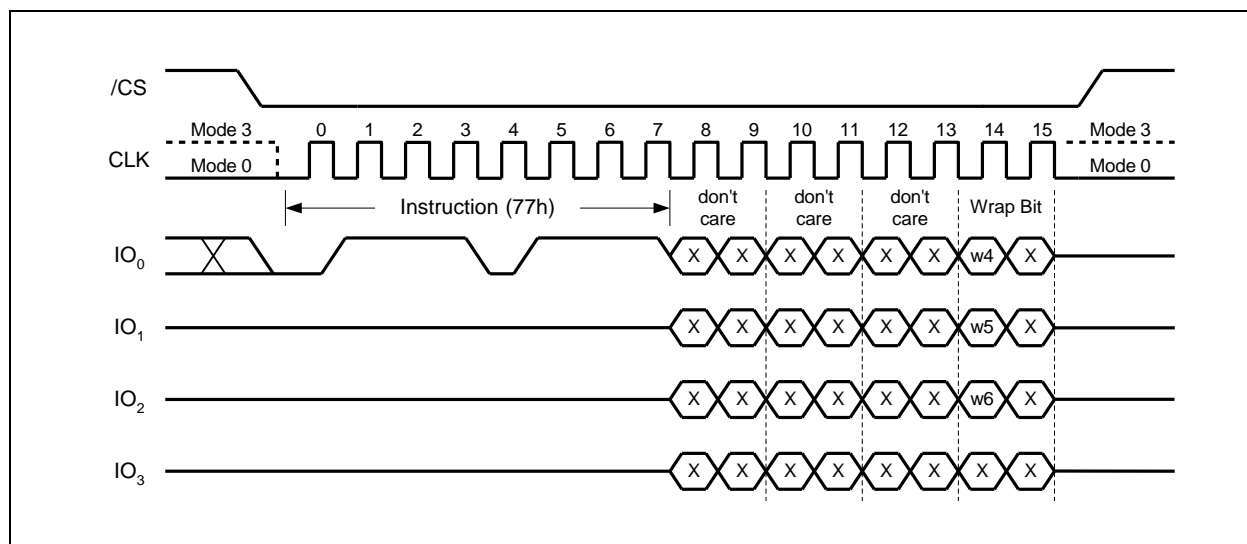 /CS
Mode 3 0 1 2 3 4 5 6 7 8 9 10 11 12 13 14 15 Mode 3
CLK
Mode 0 Mode 0
Instruction (77h) don't care don't care don't care Wrap Bit
IO0 X X X X X X w4 X
IO1 X X X X X X w5 X
IO2 X X X X X X w6 X
IO3 X X X X X X X X